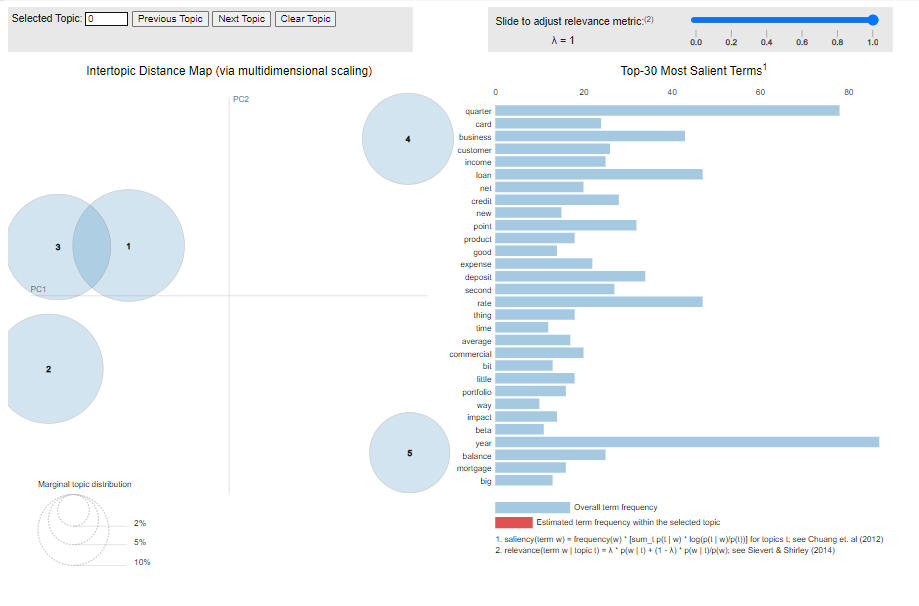 Selected Topic: 0 Previous Topic Next Topic Clear Topic
Slide to adjust relevance metric:(2)
λ = 1
0.0 0.2 0.4 0.6 0.8 1.0
Intertopic Distance Map (via multidimensional scaling)
PC2
PC1
4
3
1
2
5
Marginal topic distribution
2%
5%
10%
Top-30 Most Salient Terms1
0 20 40 60 80
quarter
card
business
customer
income
loan
net
credit
new
point
product
good
expense
deposit
second
rate
thing
time
average
commercial
bit
little
portfolio
way
impact
beta
year
balance
mortgage
big
Overall term frequency
Estimated term frequency within the selected topic
1. saliency(term w) = frequency(w) * [sum_t p(t | w) * log(p(t | w)/p(t))] for topics t; see Chuang et. al (2012)
2. relevance(term w | topic t) = λ * p(w | t) + (1 - λ) * p(w | t)/p(w); see Sievert & Shirley (2014)